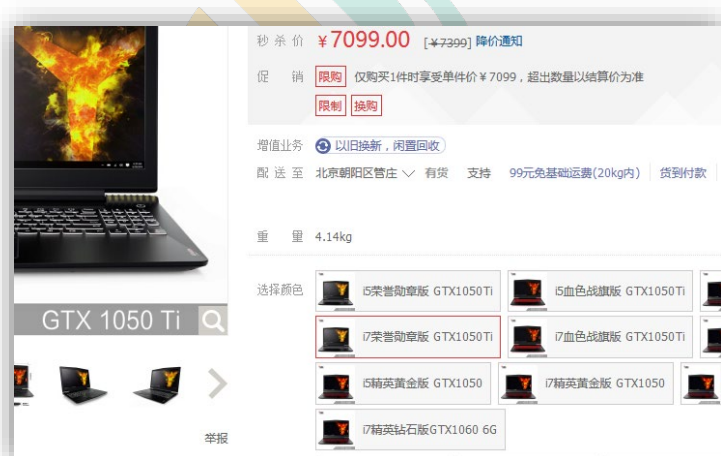 秒杀价 ￥7099.00 [￥7399] 降价通知
促销 限购 仅购买1件时享受单件价￥7099，超出数量以结算价为准
限制 换购
增值业务 以旧换新，闲置回收
配送至 北京朝阳区管庄 有货 支持 99元免基础运费(20kg内) 货到付款
重量 4.14kg
选择颜色 i5荣誉勋章版 GTX1050Ti i5血色战旗版 GTX1050Ti
GTX 1050 Ti
i7荣誉勋章版 GTX1050Ti i7血色战旗版 GTX1050Ti
i5精英黄金版 GTX1050 i7精英黄金版 GTX1050
i7精英钻石版GTX1060 6G
举报